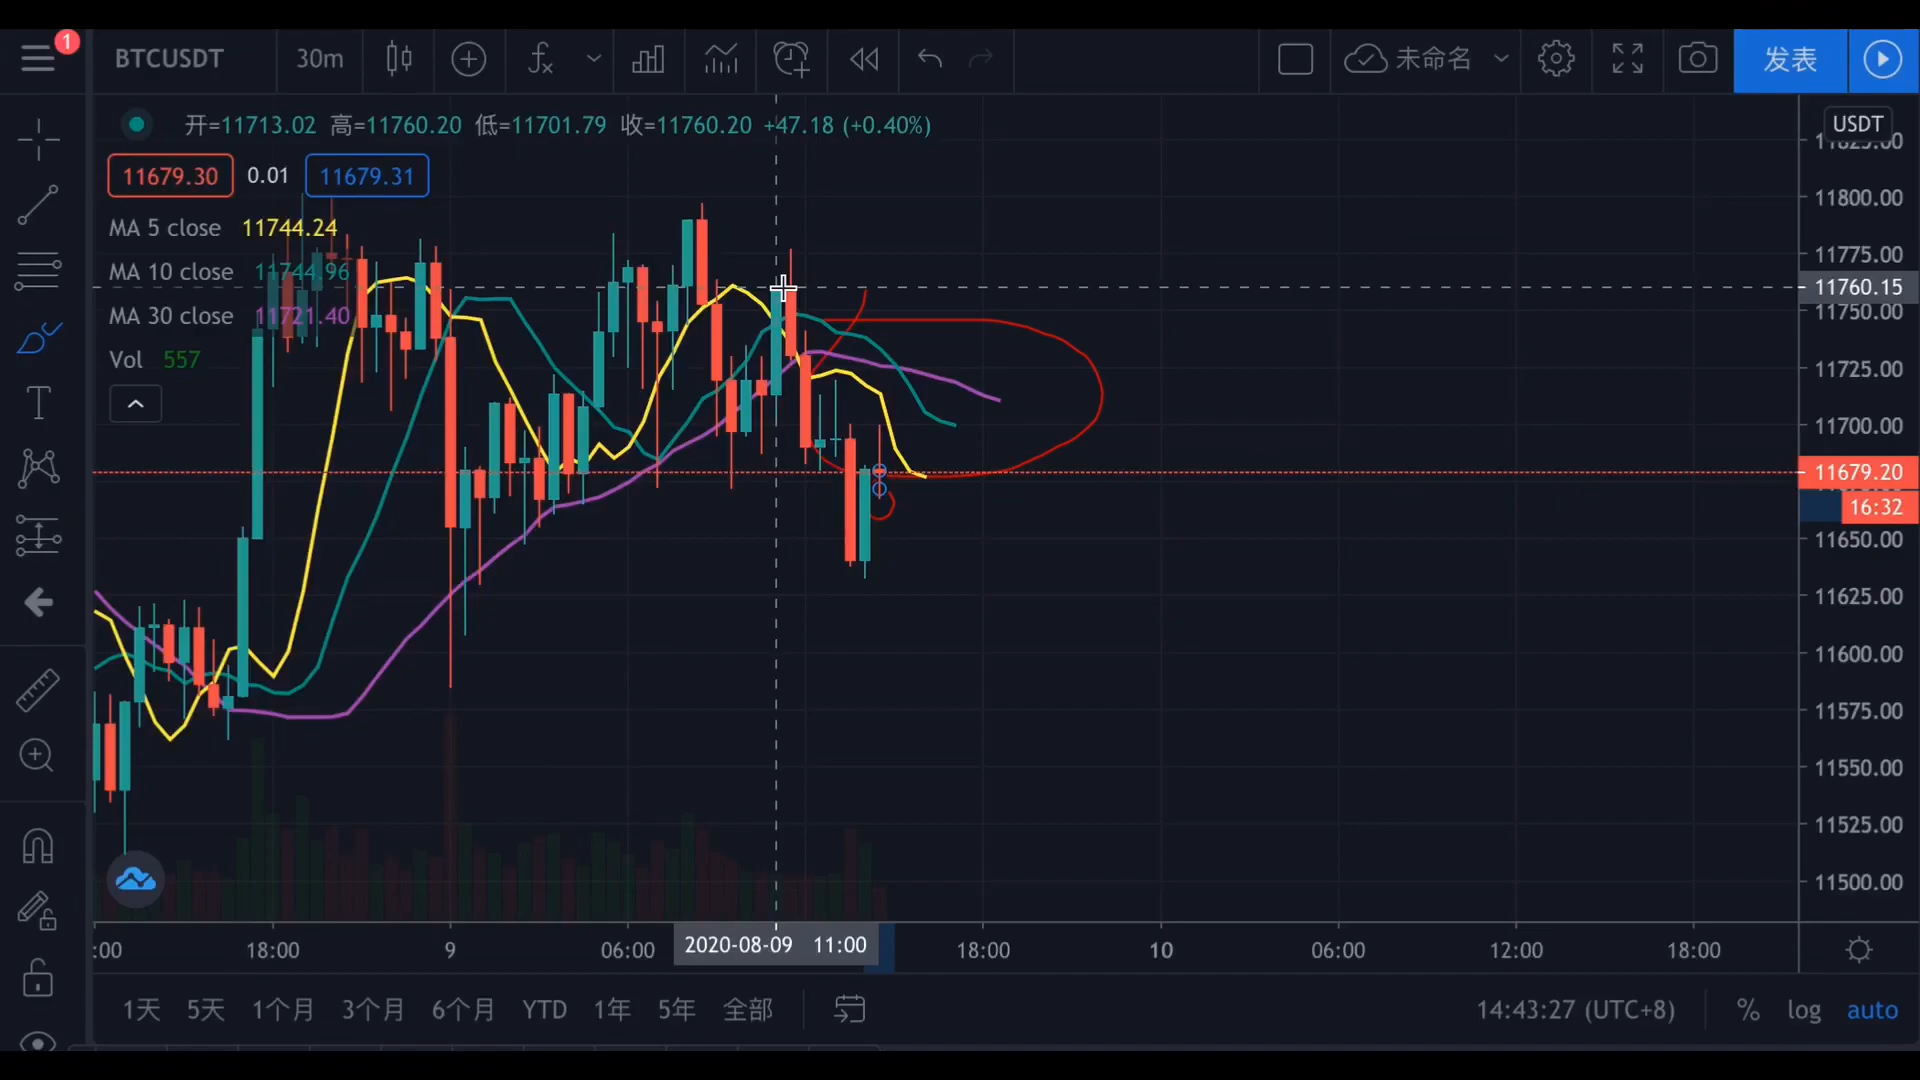 1
BTCUSDT
30m
未命名
发表
开=11713.02 高=11760.20 低=11701.79 收=11760.20 +47.18 (+0.40%)
11679.30 0.01 11679.31
MA 5 close 11744.24
MA 10 close 11744.96
MA 30 close 11721.40
Vol 557
USDT
11800.00
11775.00
11760.15
11750.00
11725.00
11700.00
11679.20
16:32
11650.00
11625.00
11600.00
11575.00
11550.00
11525.00
11500.00
:00 18:00 9 06:00 2020-08-09 11:00 18:00 10 06:00 12:00 18:00
1天 5天 1个月 3个月 6个月 YTD 1年 5年 全部
14:43:27 (UTC+8) % log auto